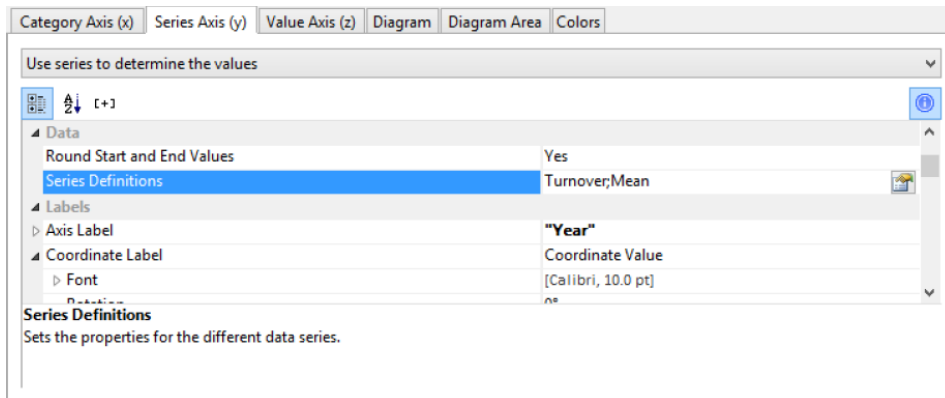 Category Axis (x) Series Axis (y) Value Axis (z) Diagram Diagram Area Colors
Use series to determine the values
A Z [+]
Data
Round Start and End Values Yes
Series Definitions Turnover;Mean
Labels
Axis Label "Year"
Coordinate Label Coordinate Value
Font [Calibri, 10.0 pt]
Rotation 0°
Series Definitions
Sets the properties for the different data series.